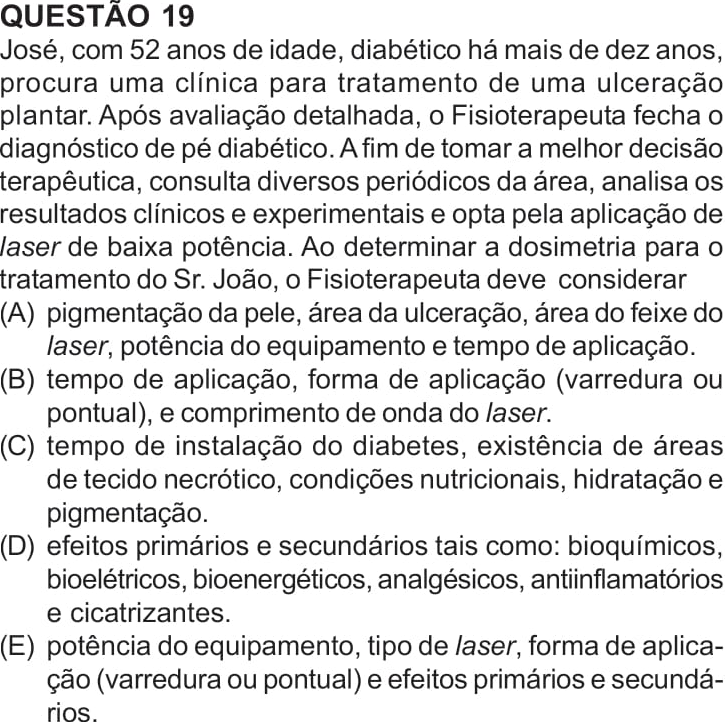 QUESTÃO 19
José, com 52 anos de idade, diabético há mais de dez anos,
procura uma clínica para tratamento de uma ulceração
plantar. Após avaliação detalhada, o Fisioterapeuta fecha o
diagnóstico de pé diabético. A fim de tomar a melhor decisão
terapêutica, consulta diversos periódicos da área, analisa os
resultados clínicos e experimentais e opta pela aplicação de
laser de baixa potência. Ao determinar a dosimetria para o
tratamento do Sr. João, o Fisioterapeuta deve considerar
(A) pigmentação da pele, área da ulceração, área do feixe do
laser, potência do equipamento e tempo de aplicação.
(B) tempo de aplicação, forma de aplicação (varredura ou
pontual), e comprimento de onda do laser.
(C) tempo de instalação do diabetes, existência de áreas
de tecido necrótico, condições nutricionais, hidratação e
pigmentação.
(D) efeitos primários e secundários tais como: bioquímicos,
bioelétricos, bioenergéticos, analgésicos, antiinflamatórios
e cicatrizantes.
(E) potência do equipamento, tipo de laser, forma de aplica-
ção (varredura ou pontual) e efeitos primários e secundá-
rios.